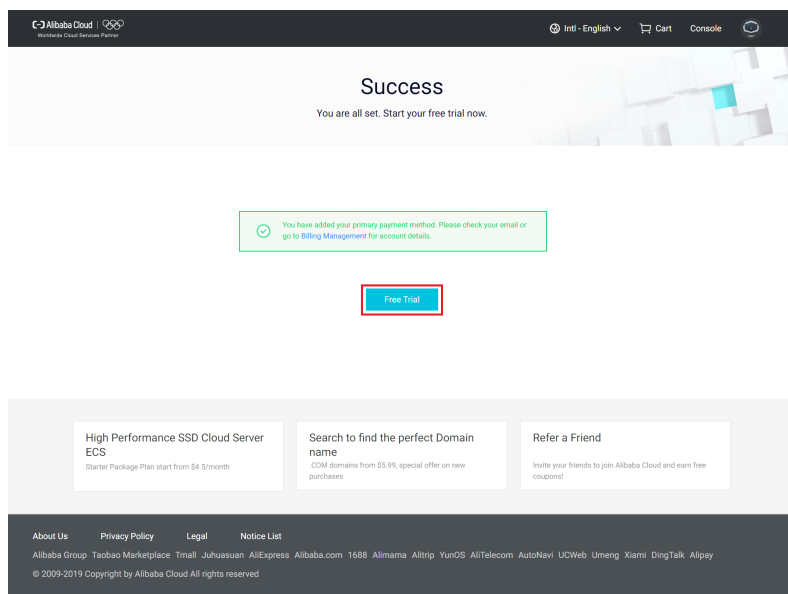 Alibaba Cloud
Worldwide Cloud Services Partner
Intl - English
Cart
Console
Success
You are all set. Start your free trial now.
You have added your primary payment method. Please check your email or
go to Billing Management for account details.
Free Trial
High Performance SSD Cloud Server
ECS
Starter Package Plan start from $4.5/month
Search to find the perfect Domain
name
.COM domains from $5.99, special offer on new
purchases
Refer a Friend
Invite your friends to join Alibaba Cloud and earn free
coupons!
About Us Privacy Policy Legal Notice List
Alibaba Group Taobao Marketplace Tmall Juhuasuan AliExpress Alibaba.com 1688 Alimama Alitrip YunOS AliTelecom AutoNavi UCWeb Umeng Xiami DingTalk Alipay
© 2009-2019 Copyright by Alibaba Cloud All rights reserved